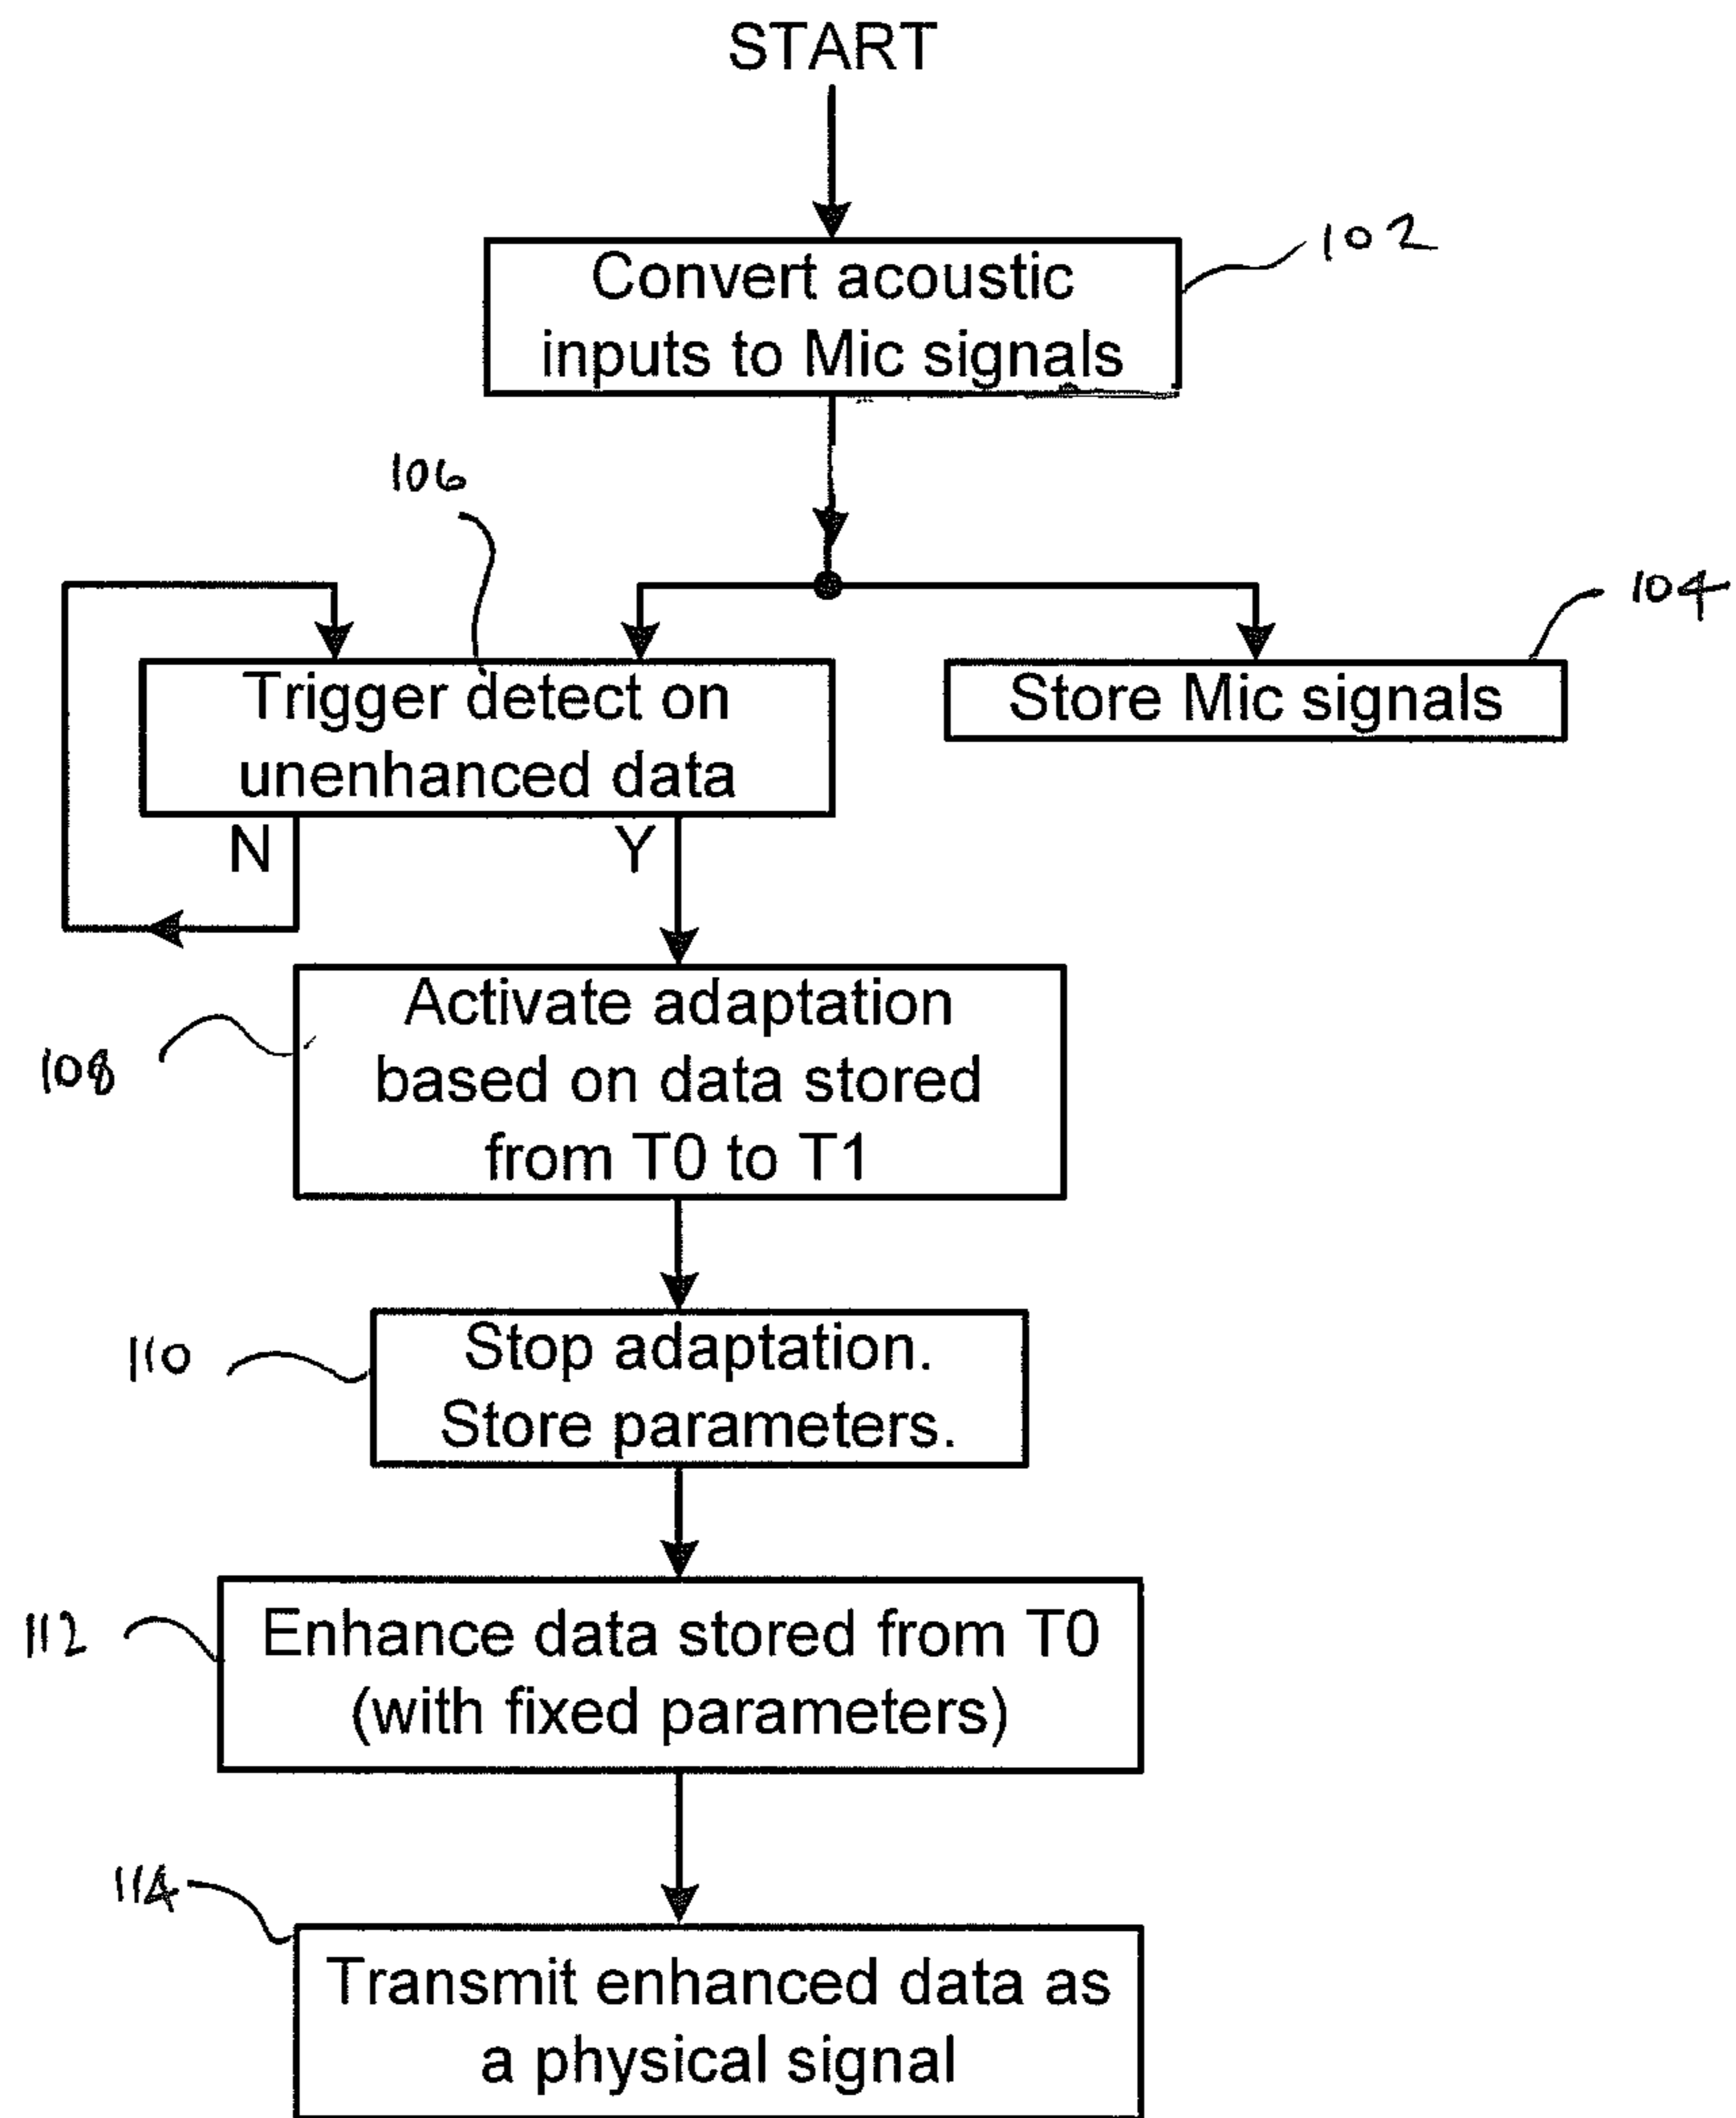 START
Convert acoustic
inputs to Mic signals
102
106
104
Trigger detect on
unenhanced data
Store Mic signals
N
Y
Activate adaptation
based on data stored
from T0 to T1
108
Stop adaptation.
Store parameters.
110
Enhance data stored from T0
(with fixed parameters)
112
114
Transmit enhanced data as
a physical signal